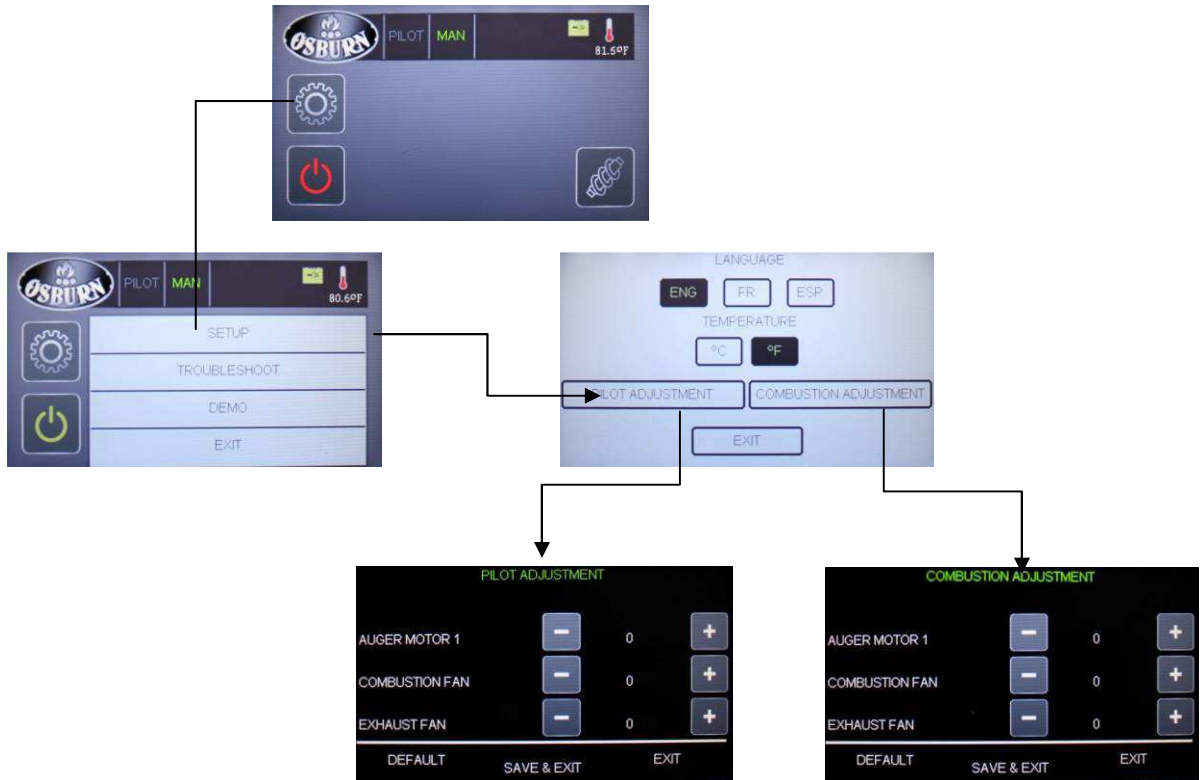 OSBURN PILOT MAN 81.5°F
OSBURN PILOT MAN 80.6°F
SETUP
TROUBLESHOOT
DEMO
EXIT
LANGUAGE
ENG FR ESP
TEMPERATURE
°C °F
PILOT ADJUSTMENT COMBUSTION ADJUSTMENT
EXIT
PILOT ADJUSTMENT
AUGER MOTOR 1 - 0 +
COMBUSTION FAN - 0 +
EXHAUST FAN - 0 +
DEFAULT SAVE & EXIT EXIT
COMBUSTION ADJUSTMENT
AUGER MOTOR 1 - 0 +
COMBUSTION FAN - 0 +
EXHAUST FAN - 0 +
DEFAULT SAVE & EXIT EXIT